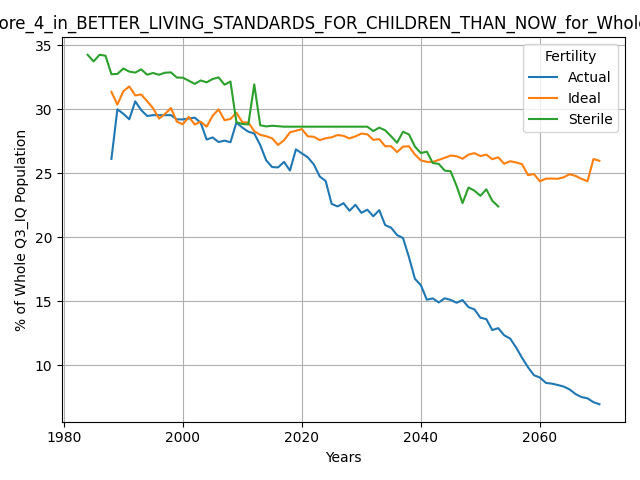 ore_4_in_BETTER_LIVING_STANDARDS_FOR_CHILDREN_THAN_NOW_for_Whole
35
30
25
20
15
10
% of Whole Q3_IQ Population
Fertility
Actual
Ideal
Sterile
1980
2000
2020
2040
2060
Years